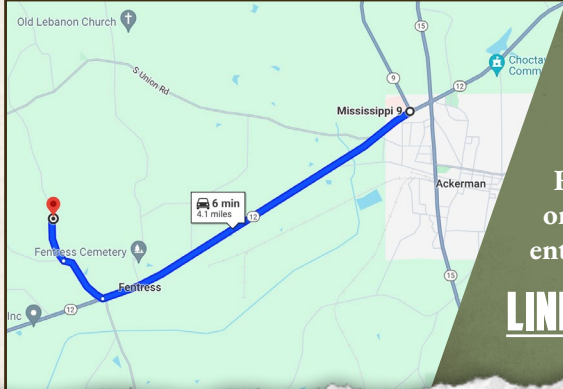 Old Lebanon Church
S Union Rd
15
9
12
Mississippi 9
Ackerman
6 min
4.1 miles
12
Fentress Cemetery
Fentress
12
15